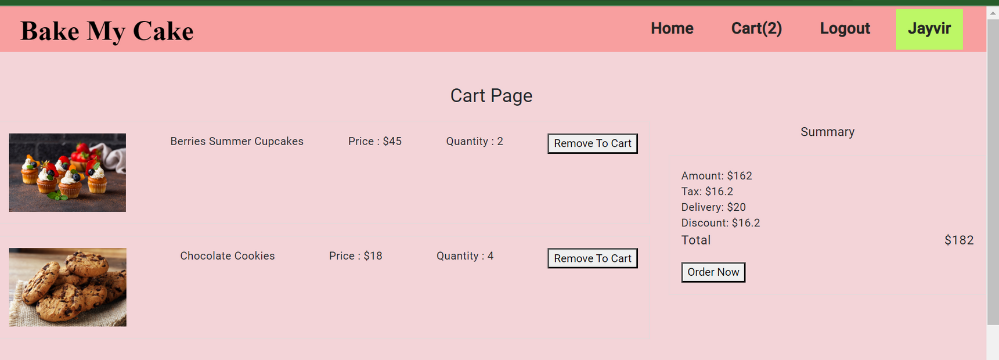 Bake My Cake Home Cart(2) Logout Jayvir
Cart Page
Berries Summer Cupcakes Price : $45 Quantity : 2 Remove To Cart
Chocolate Cookies Price : $18 Quantity : 4 Remove To Cart
Summary
Amount: $162
Tax: $16.2
Delivery: $20
Discount: $16.2
Total $182
Order Now